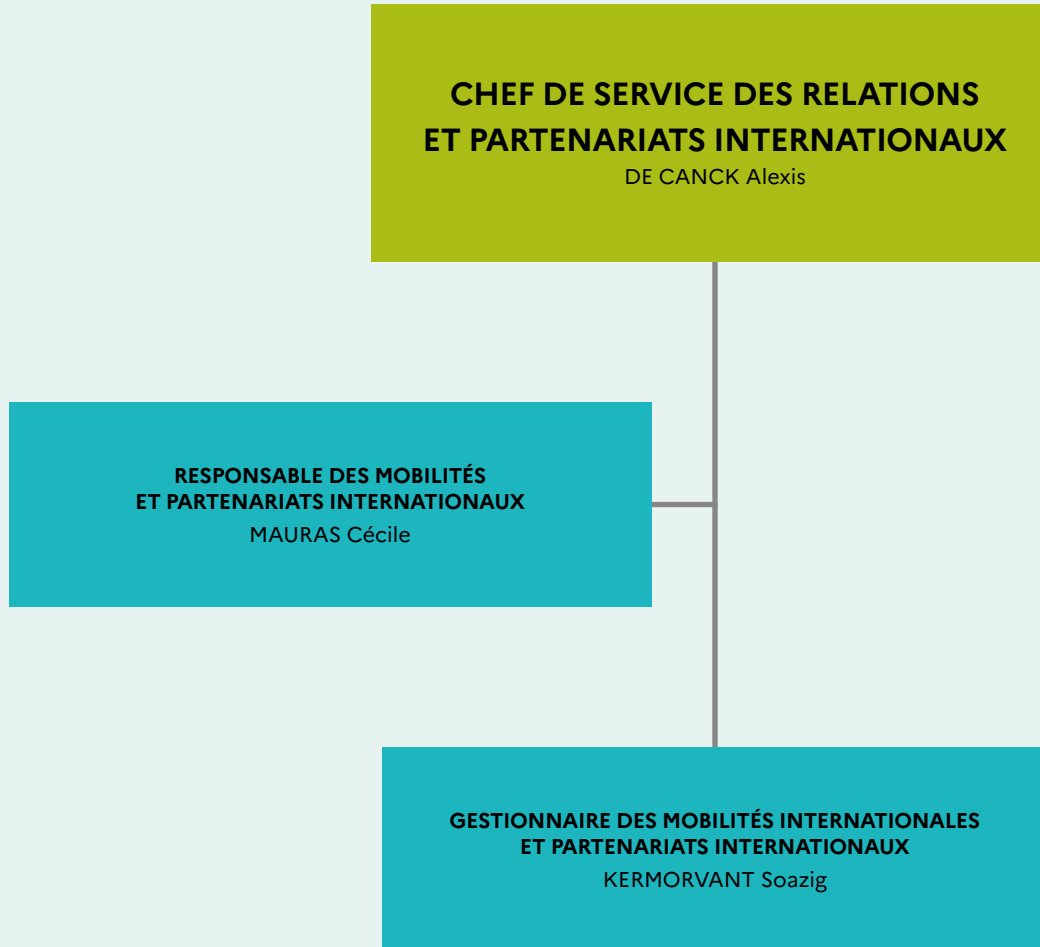 CHEF DE SERVICE DES RELATIONS
ET PARTENARIATS INTERNATIONAUX
DE CANCK Alexis
RESPONSABLE DES MOBILITÉS
ET PARTENARIATS INTERNATIONAUX
MAURAS Cécile
GESTIONNAIRE DES MOBILITÉS INTERNATIONALES
ET PARTENARIATS INTERNATIONAUX
KERMORVANT Soazig